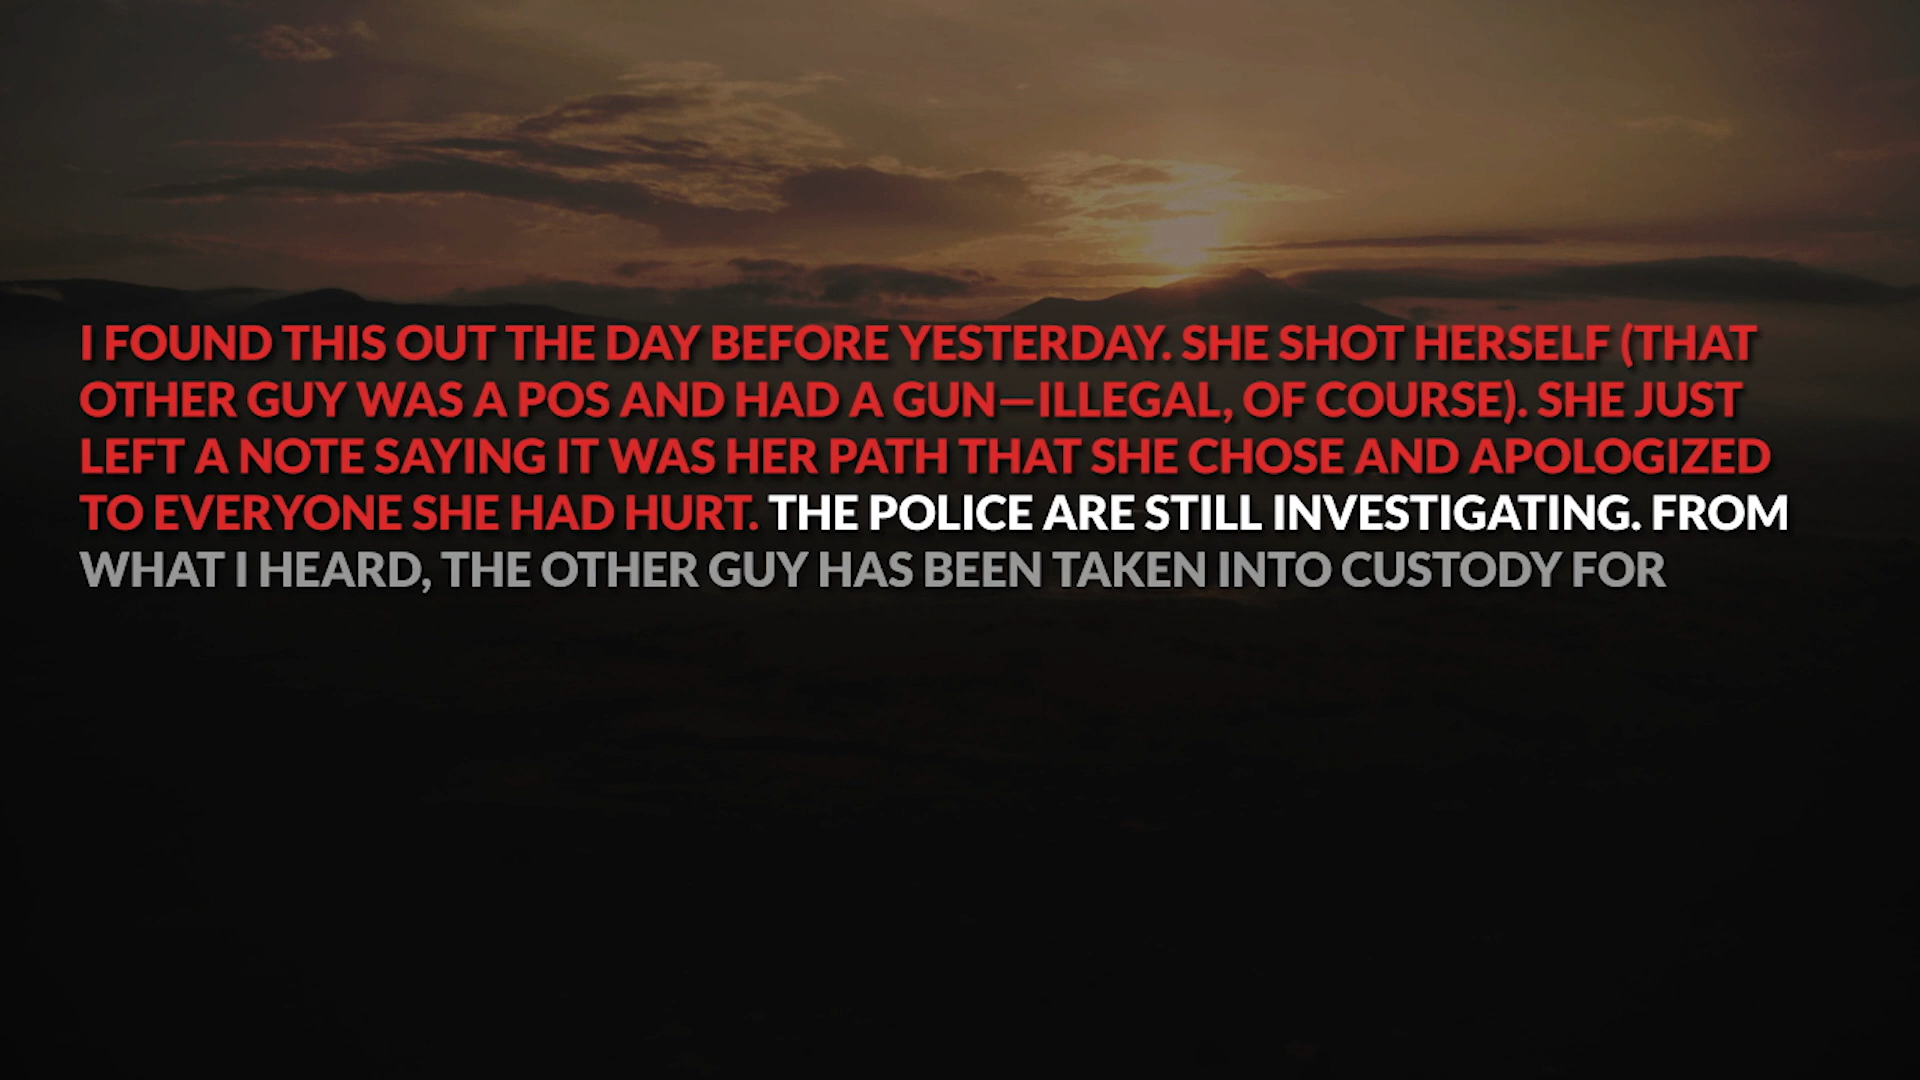 I FOUND THIS OUT THE DAY BEFORE YESTERDAY. SHE SHOT HERSELF (THAT
OTHER GUY WAS A POS AND HAD A GUN—ILLEGAL, OF COURSE). SHE JUST
LEFT A NOTE SAYING IT WAS HER PATH THAT SHE CHOSE AND APOLOGIZED
TO EVERYONE SHE HAD HURT. THE POLICE ARE STILL INVESTIGATING. FROM
WHAT I HEARD, THE OTHER GUY HAS BEEN TAKEN INTO CUSTODY FOR